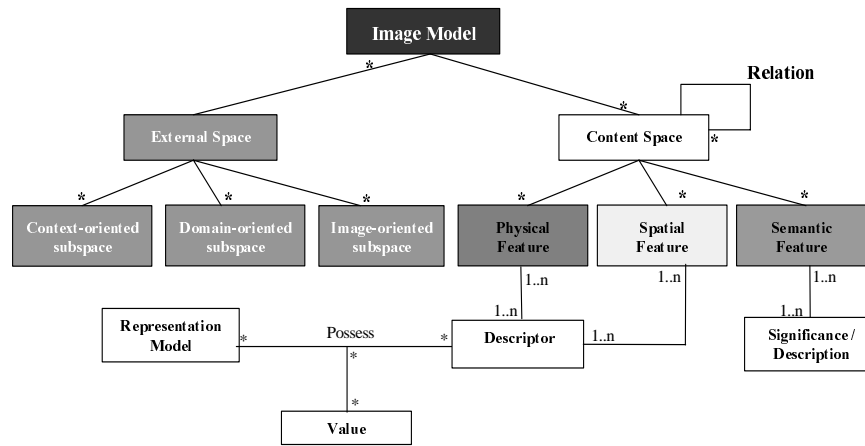 Image Model
*
*
Relation
External Space
Content Space
*
*
*
*
*
*
*
Context-oriented
subspace
Domain-oriented
subspace
Image-oriented
subspace
Physical
Feature
Spatial
Feature
Semantic
Feature
1..n
1..n
1..n
1..n
1..n
1..n
Representation
Model
*
Possess
*
Descriptor
Significance /
Description
*
*
Value